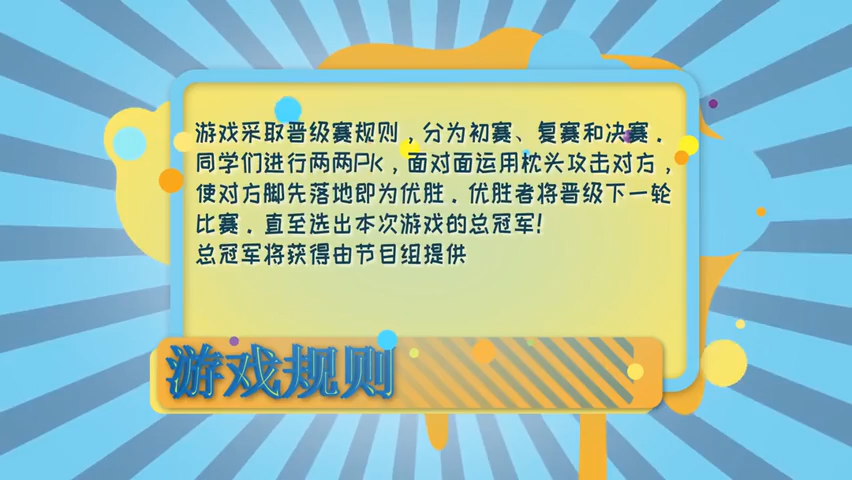 游戏采取晋级赛规则，分为初赛、复赛和决赛.
同学们进行两两Pk，面对面运用枕头攻击对方，
使对方脚先落地即为优胜. 优胜者将晋级下一轮
比赛. 直至选出本次游戏的总冠军!
总冠军将获得由节目组提供
游戏规则